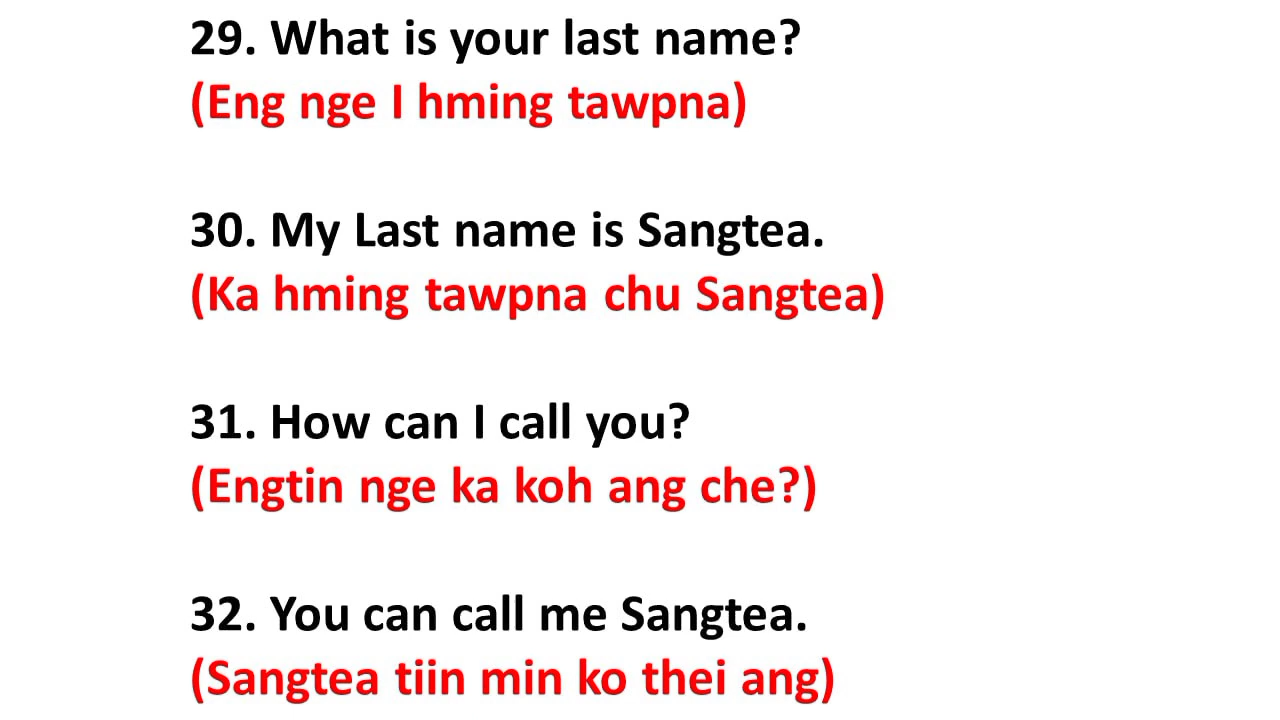 29. What is your last name?
(Eng nge I hming tawpna)
30. My Last name is Sangtea.
(Ka hming tawpna chu Sangtea)
31. How can I call you?
(Engtin nge ka koh ang che?)
32. You can call me Sangtea.
(Sangtea tiin min ko thei ang)